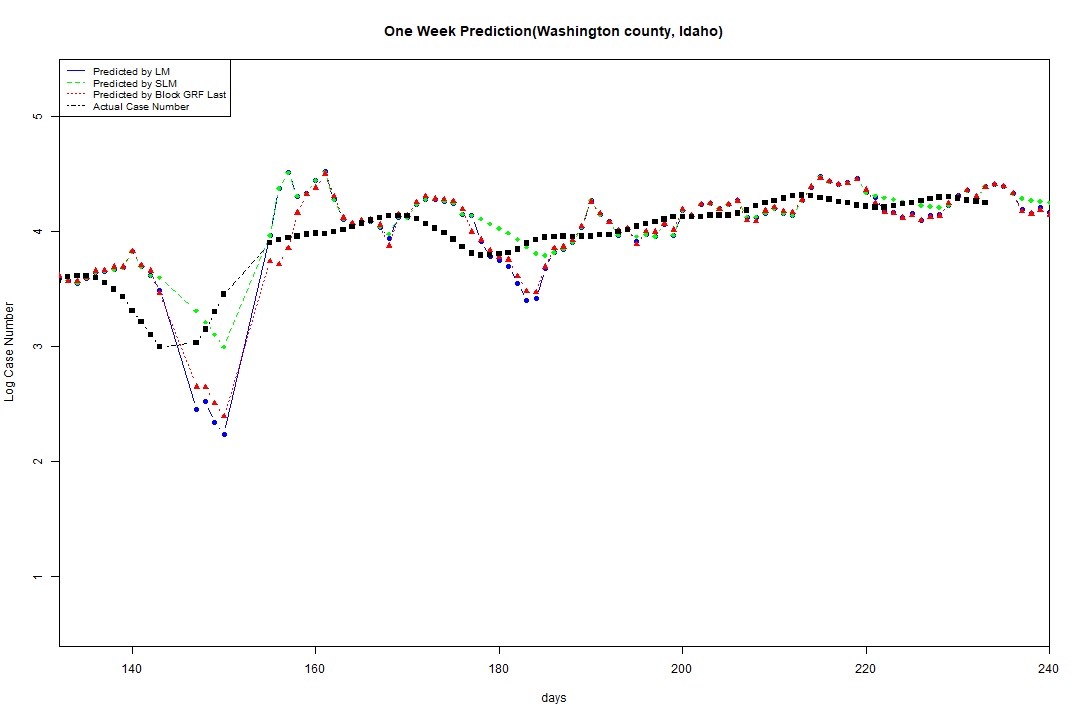 One Week Prediction(Washington county, Idaho)
Predicted by LM
Predicted by SLM
Predicted by Block GRF Last
Actual Case Number
5
4
3
2
1
Log Case Number
140 160 180 200 220 240
days